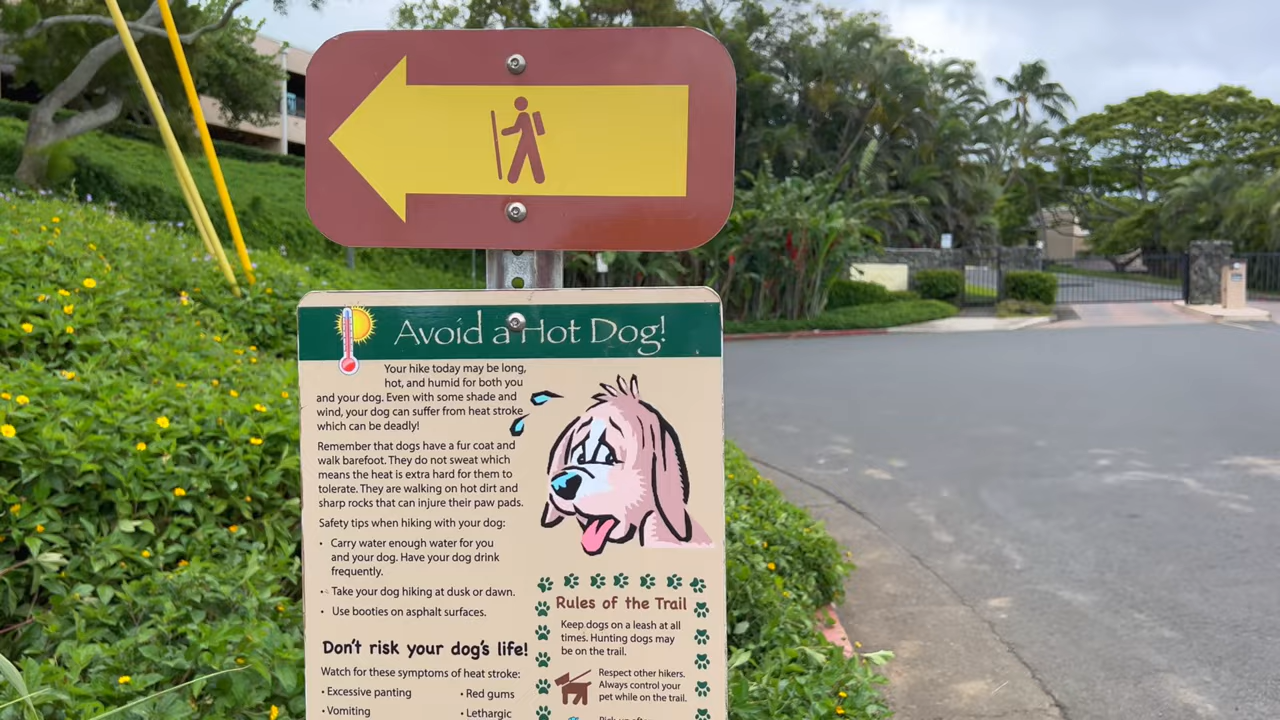 Avoid a Hot Dog!
Your hike today may be long,
hot, and humid for both you
and your dog. Even with some shade and
wind, your dog can suffer from heat stroke
which can be deadly!
Remember that dogs have a fur coat and
walk barefoot. They do not sweat which
means the heat is extra hard for them to
tolerate. They are walking on hot dirt and
sharp rocks that can injure their paw pads.
Safety tips when hiking with your dog:
• Carry water enough water for you
and your dog. Have your dog drink
frequently.
• Take your dog hiking at dusk or dawn.
• Use booties on asphalt surfaces.
Don't risk your dog's life!
Watch for these symptoms of heat stroke:
• Excessive panting
• Vomiting
• Red gums
• Lethargic
Rules of the Trail
Keep dogs on a leash at all
times. Hunting dogs may
be on the trail.
Respect other hikers.
Always control your
pet while on the trail.